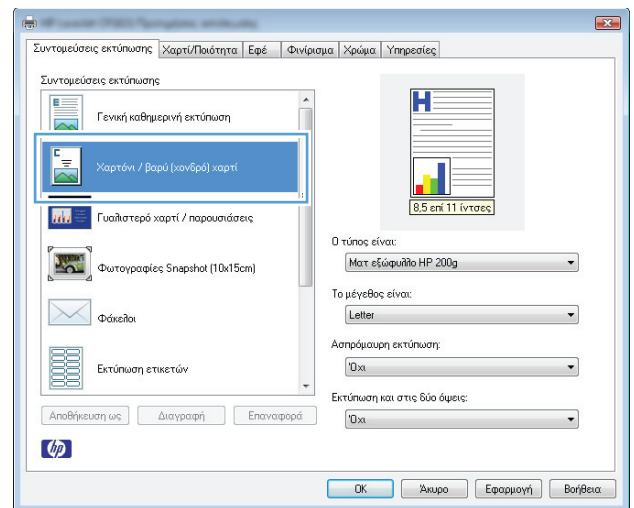 Συντομεύσεις εκτύπωσης Χαρτί/Ποιότητα Εφέ Φινίρισμα Χρώμα Υπηρεσίες
Συντομεύσεις εκτύπωσης
Γενική καθημερινή εκτύπωση
Χαρτόνι / βαρύ (χονδρό) χαρτί
Γυαλιστερό χαρτί / παρουσιάσεις
Φωτογραφίες Snapshot (10x15cm)
Φάκελοι
Εκτύπωση ετικετών
Αποθήκευση ως Διαγραφή Επαναφορά
8,5 επί 11 ίντσες
Ο τύπος είναι:
Ματ εξώφυλλο HP 200g
Το μέγεθος είναι:
Letter
Ασπρόμαυρη εκτύπωση:
Όχι
Εκτύπωση και στις δύο όψεις:
Όχι
hp
OK Άκυρο Εφαρμογή Βοήθεια